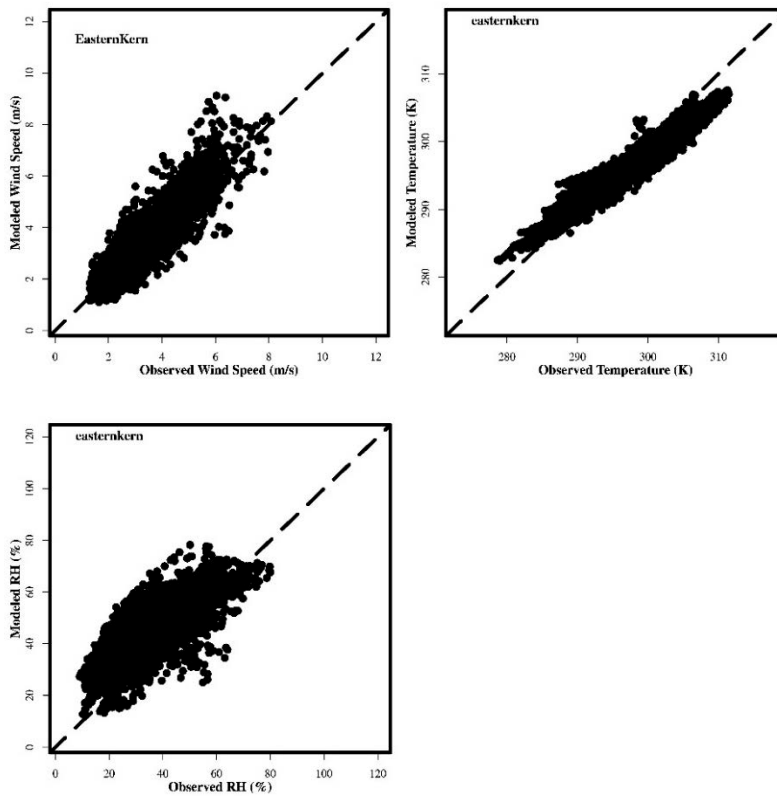 EasternKern
Modeled Wind Speed (m/s)
0 2 4 6 8 10 12
0 2 4 6 8 10 12
Observed Wind Speed (m/s)
easternkern
Modeled Temperature (K)
280 290 300 310
280 290 300 310
Observed Temperature (K)
easternkern
Modeled RH (%)
0 20 40 60 80 100 120
0 20 40 60 80 100 120
Observed RH (%)